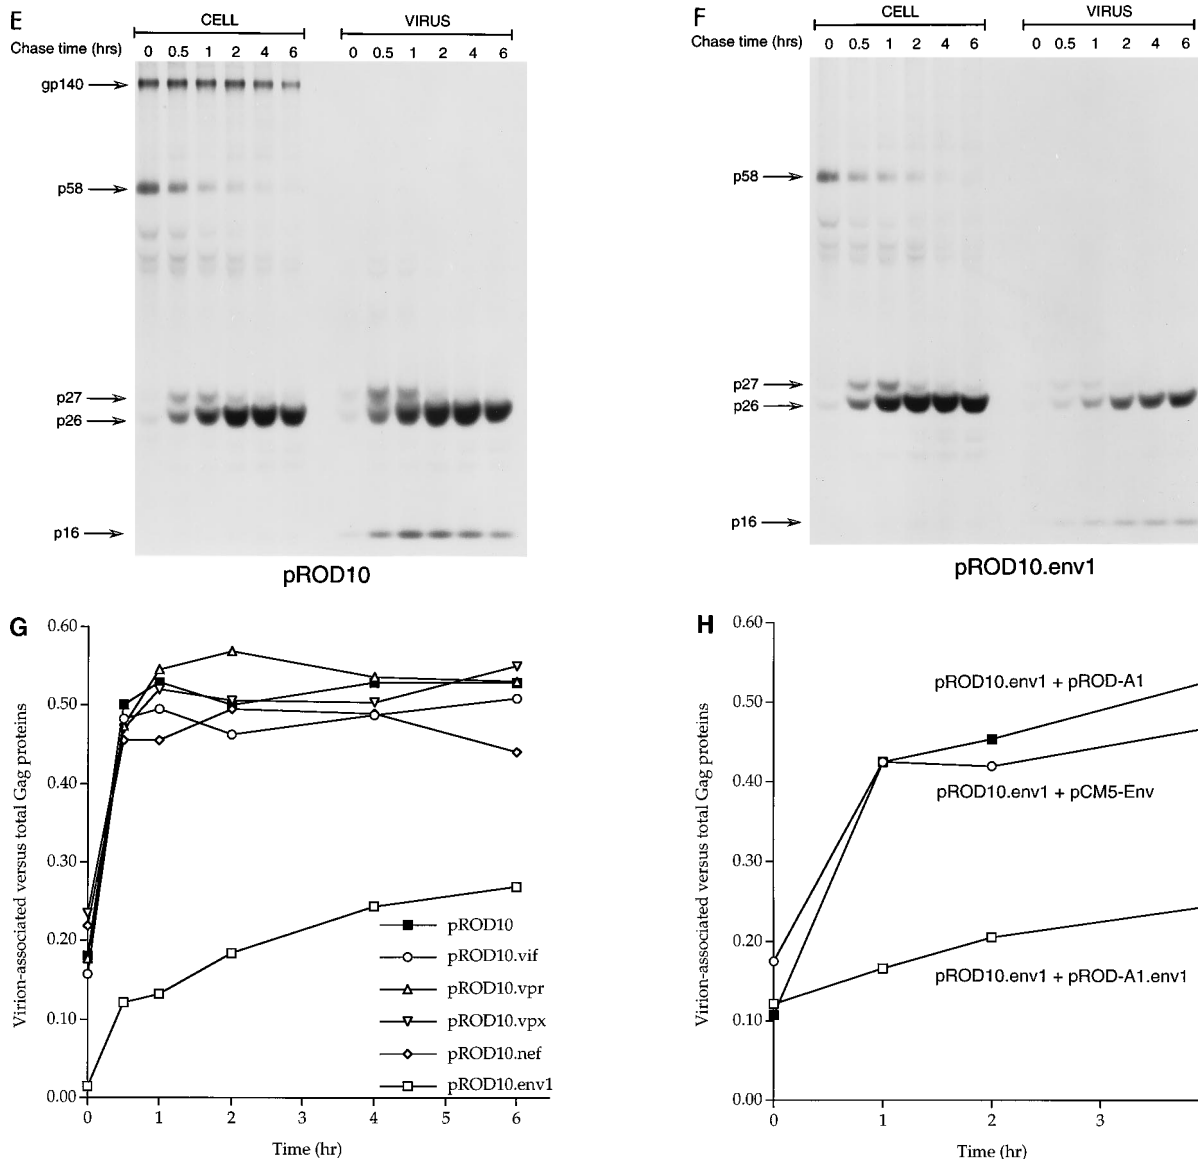 E
CELL
VIRUS
Chase time (hrs) 0 0.5 1 2 4 6 0 0.5 1 2 4 6
gp140
p58
p27
p26
p16
pROD10
F
CELL
VIRUS
Chase time (hrs) 0 0.5 1 2 4 6 0 0.5 1 2 4 6
p58
p27
p26
p16
pROD10.env1
G
Virion-associated versus total Gag proteins
0.60
0.50
0.40
0.30
0.20
0.10
0.00
0 1 2 3 4 5 6
Time (hr)
pROD10
pROD10.vif
pROD10.vpr
pROD10.vpx
pROD10.nef
pROD10.env1
H
Virion-associated versus total Gag proteins
0.60
0.50
0.40
0.30
0.20
0.10
0.00
0 1 2 3
Time (hr)
pROD10.env1 + pROD-A1
pROD10.env1 + pCM5-Env
pROD10.env1 + pROD-A1.env1